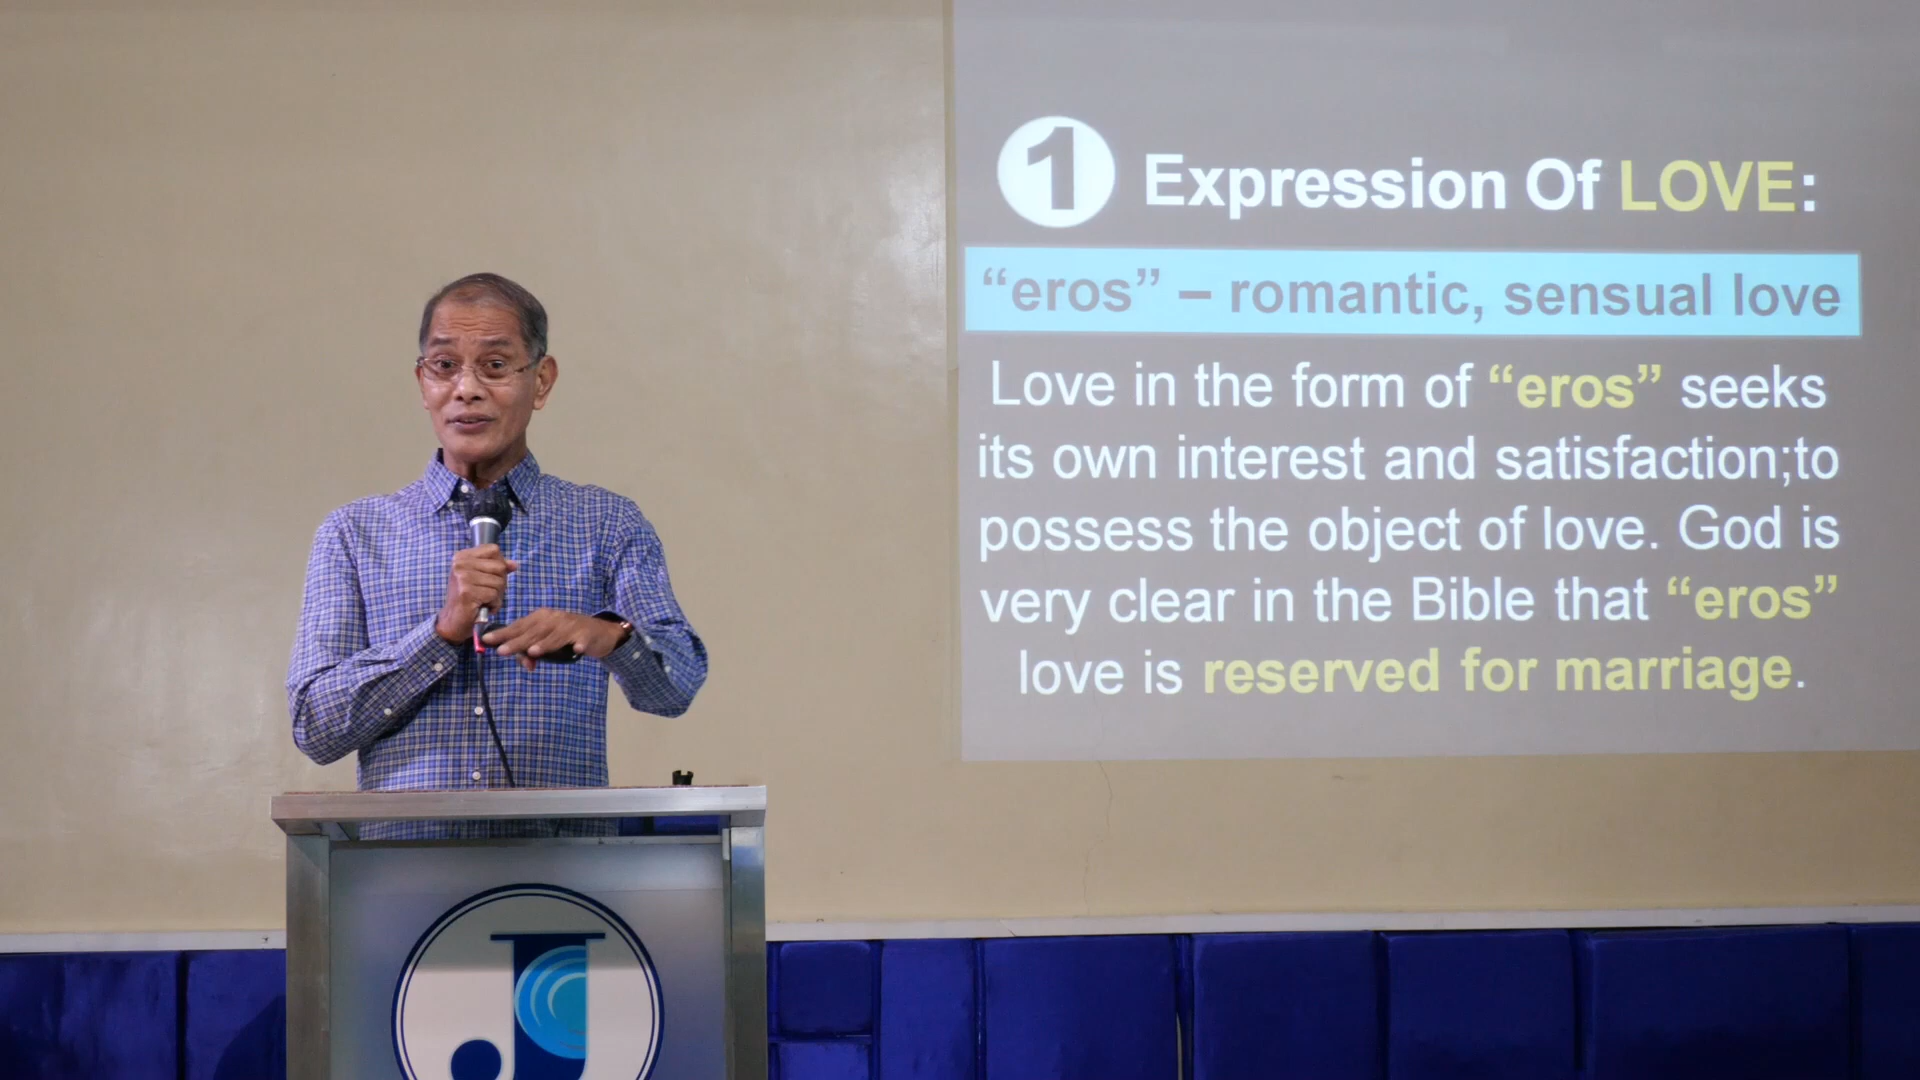 1 Expression Of LOVE:
“eros” – romantic, sensual love
Love in the form of “eros” seeks
its own interest and satisfaction;to
possess the object of love. God is
very clear in the Bible that “eros”
love is reserved for marriage.
J